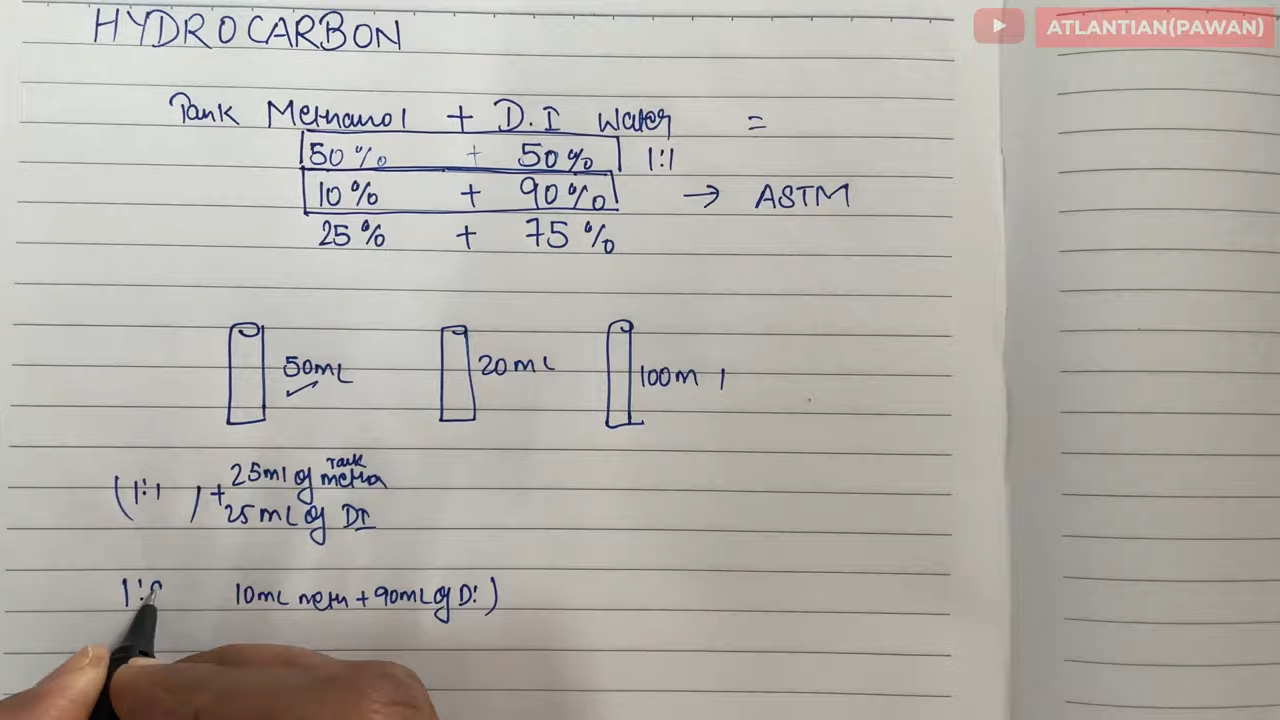 HYDROCARBON
ATLANTIAN(PAWAN)
Tank Methanol + D.I water =
50% + 50% 1:1
10% + 90% → ASTM
25% + 75%
50mL 20mL 100ml
Tank
(1:1) + 25ml of metha
25mL of DI
1: 10mL meth + 90mL of Di)